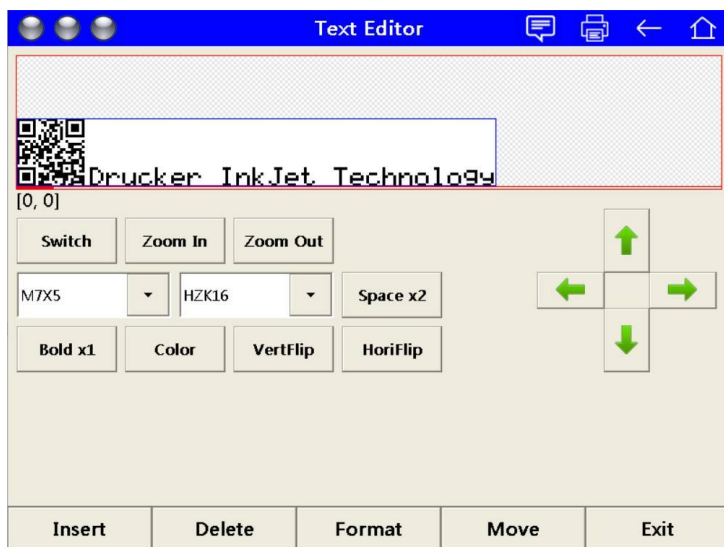 Text Editor
Drucker InkJet Technology
[0, 0]
Switch Zoom In Zoom Out
M7X5 HZK16 Space x2
Bold x1 Color VertFlip HoriFlip
Insert Delete Format Move Exit